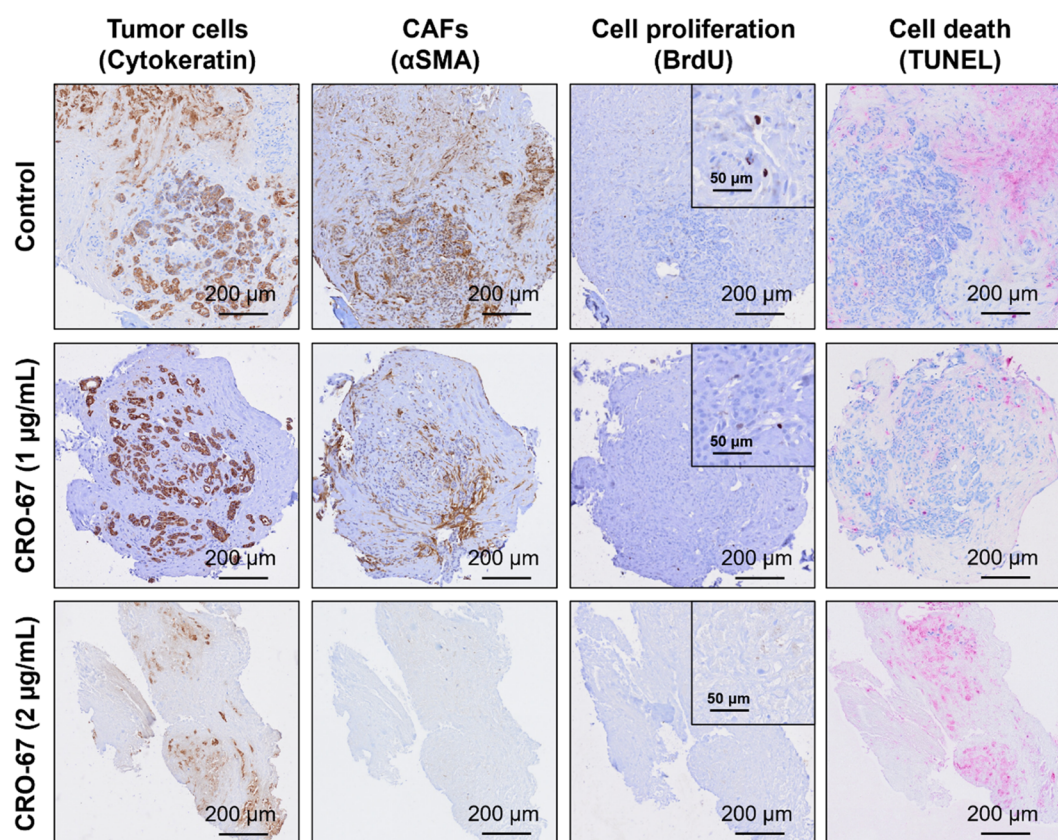 Tumor cells
(Cytokeratin)
CAFs
(αSMA)
Cell proliferation
(BrdU)
Cell death
(TUNEL)
Control
200 µm
200 µm
50 µm
200 µm
200 µm
CRO-67 (1 µg/mL)
200 µm
200 µm
50 µm
200 µm
200 µm
CRO-67 (2 µg/mL)
200 µm
200 µm
50 µm
200 µm
200 µm